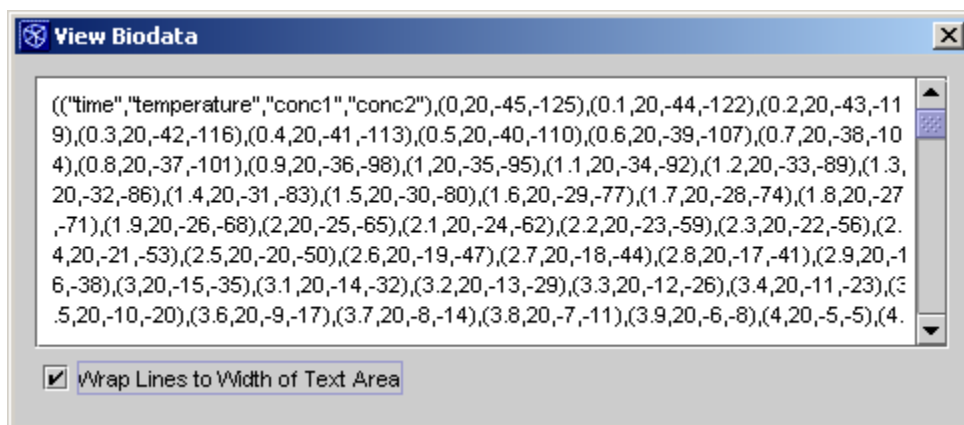 View Biodata
(("time","temperature","conc1","conc2"),(0,20,-45,-125),(0.1,20,-44,-122),(0.2,20,-43,-11
9),(0.3,20,-42,-116),(0.4,20,-41,-113),(0.5,20,-40,-110),(0.6,20,-39,-107),(0.7,20,-38,-10
4),(0.8,20,-37,-101),(0.9,20,-36,-98),(1,20,-35,-95),(1.1,20,-34,-92),(1.2,20,-33,-89),(1.3,
20,-32,-86),(1.4,20,-31,-83),(1.5,20,-30,-80),(1.6,20,-29,-77),(1.7,20,-28,-74),(1.8,20,-27
,-71),(1.9,20,-26,-68),(2,20,-25,-65),(2.1,20,-24,-62),(2.2,20,-23,-59),(2.3,20,-22,-56),(2.
4,20,-21,-53),(2.5,20,-20,-50),(2.6,20,-19,-47),(2.7,20,-18,-44),(2.8,20,-17,-41),(2.9,20,-1
6,-38),(3,20,-15,-35),(3.1,20,-14,-32),(3.2,20,-13,-29),(3.3,20,-12,-26),(3.4,20,-11,-23),(3
.5,20,-10,-20),(3.6,20,-9,-17),(3.7,20,-8,-14),(3.8,20,-7,-11),(3.9,20,-6,-8),(4,20,-5,-5),(4.
Wrap Lines to Width of Text Area